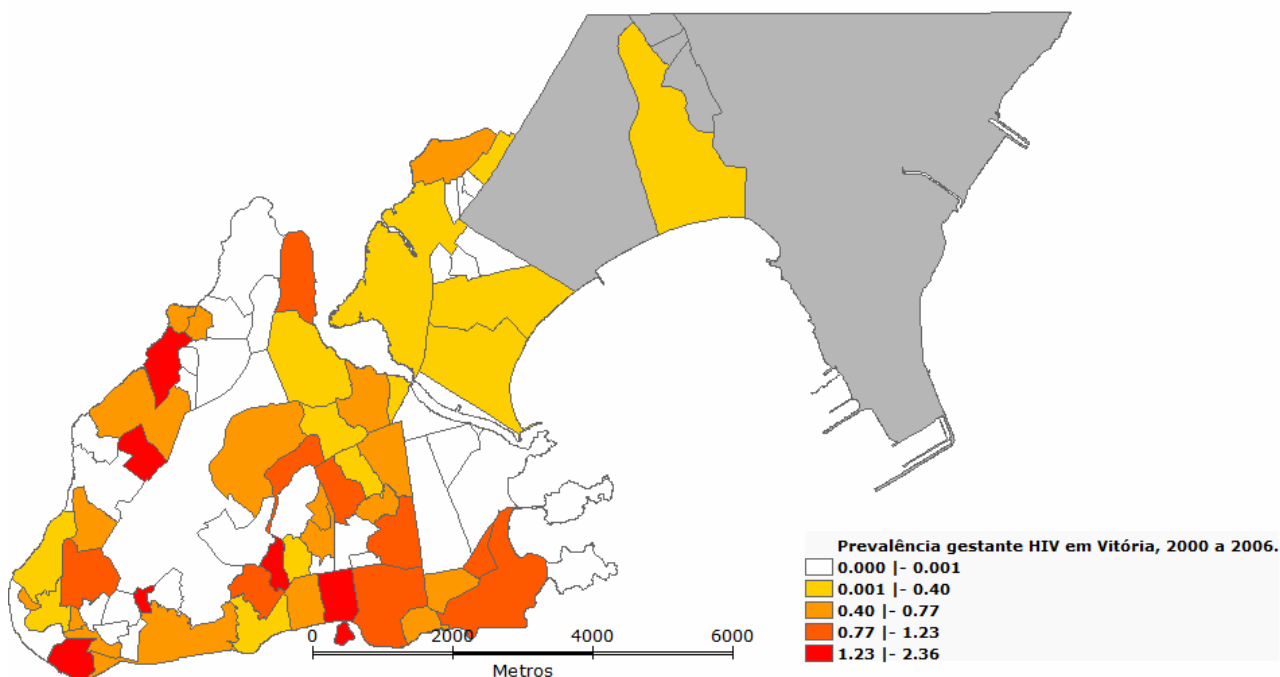 Prevalência gestante HIV em Vitória, 2000 a 2006.
0.000 |- 0.001
0.001 |- 0.40
0.40 |- 0.77
0.77 |- 1.23
1.23 |- 2.36
0 2000 4000 6000
Metros